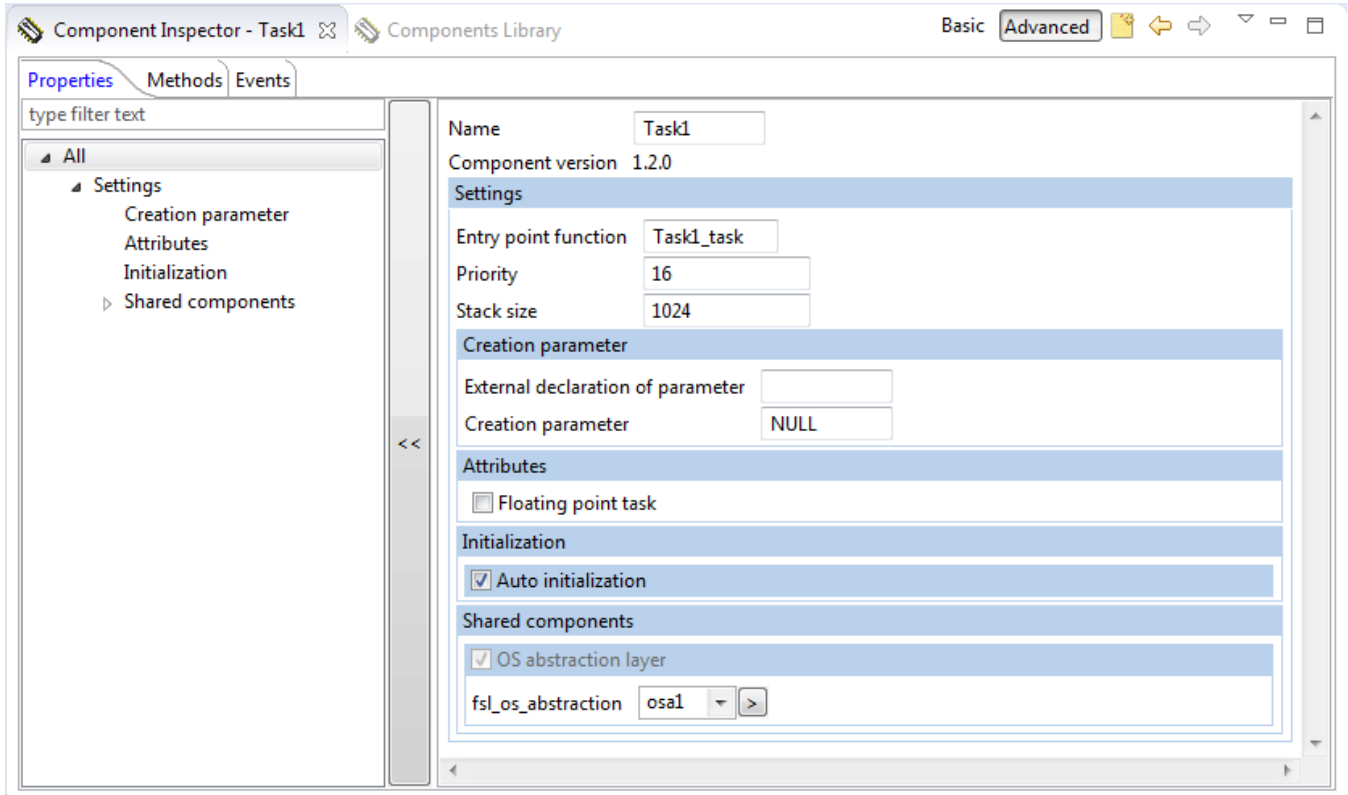 Component Inspector - Task1 Components Library Basic Advanced
Properties Methods Events
type filter text
All
Settings
Creation parameter
Attributes
Initialization
Shared components
<<
Name Task1
Component version 1.2.0
Settings
Entry point function Task1_task
Priority 16
Stack size 1024
Creation parameter
External declaration of parameter
Creation parameter NULL
Attributes
Floating point task
Initialization
Auto initialization
Shared components
OS abstraction layer
fsl_os_abstraction osa1 >